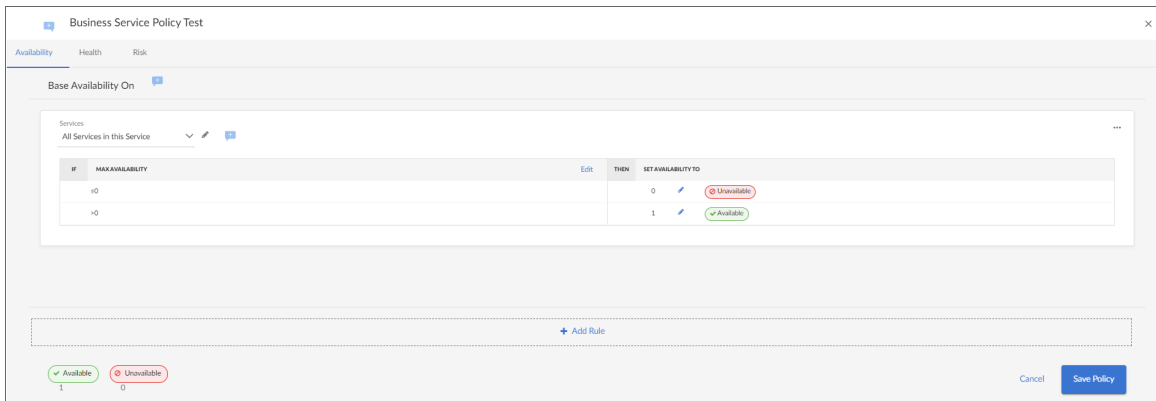 Business Service Policy Test
Availability Health Risk
Base Availability On
Services
All Services in this Service
IF MAX AVAILABILITY Edit THEN SET AVAILABILITY TO
≤0 0 Unavailable
>0 1 Available
+ Add Rule
Available Unavailable
1 0
Cancel Save Policy